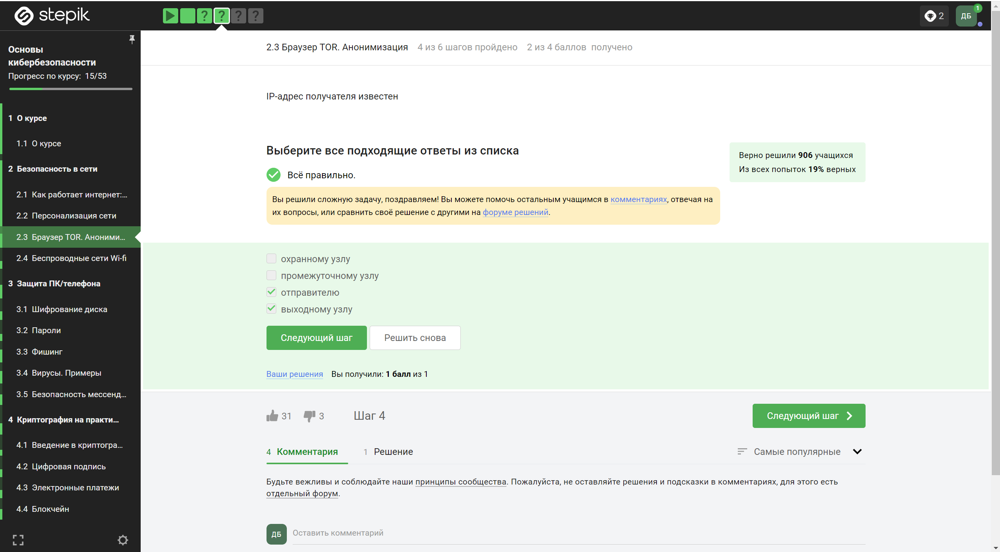 stepik
? ? ? ?
2
ДБ
1
Основы
кибербезопасности
Прогресс по курсу: 15/53
1 О курсе
1.1 О курсе
2 Безопасность в сети
2.1 Как работает интернет:...
2.2 Персонализация сети
2.3 Браузер TOR. Аноними...
2.4 Беспроводные сети Wi-fi
3 Защита ПК/телефона
3.1 Шифрование диска
3.2 Пароли
3.3 Фишинг
3.4 Вирусы. Примеры
3.5 Безопасность мессенд...
4 Криптография на практи...
4.1 Введение в криптогра...
4.2 Цифровая подпись
4.3 Электронные платежи
4.4 Блокчейн
2.3 Браузер TOR. Анонимизация 4 из 6 шагов пройдено 2 из 4 баллов получено
IP-адрес получателя известен
Выберите все подходящие ответы из списка
Всё правильно.
Верно решили 906 учащихся
Из всех попыток 19% верных
Вы решили сложную задачу, поздравляем! Вы можете помочь остальным учащимся в комментариях, отвечая на
их вопросы, или сравнить своё решение с другими на форуме решений.
охранному узлу
промежуточному узлу
отправителю
выходному узлу
Следующий шаг Решить снова
Ваши решения Вы получили: 1 балл из 1
31 3 Шаг 4 Следующий шаг
4 Комментария 1 Решение Самые популярные
Будьте вежливы и соблюдайте наши принципы сообщества. Пожалуйста, не оставляйте решения и подсказки в комментариях, для этого есть
отдельный форум.
ДБ Оставить комментарий